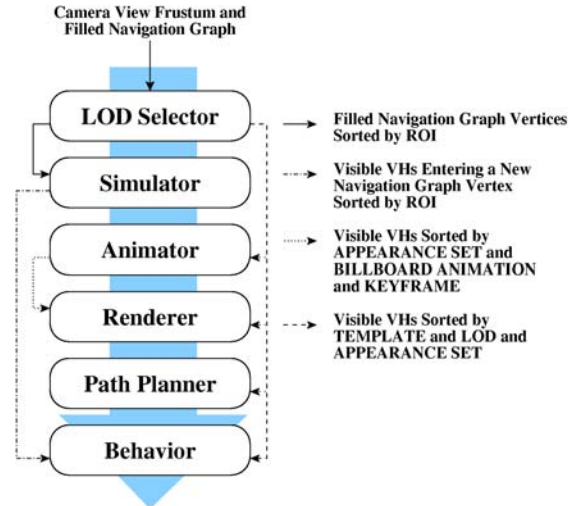 Camera View Frustum and
Filled Navigation Graph
LOD Selector
Simulator
Animator
Renderer
Path Planner
Behavior
Filled Navigation Graph Vertices
Sorted by ROI
Visible VHs Entering a New
Navigation Graph Vertex
Sorted by ROI
Visible VHs Sorted by
APPEARANCE SET and
BILLBOARD ANIMATION
and KEYFRAME
Visible VHs Sorted by
TEMPLATE and LOD and
APPEARANCE SET